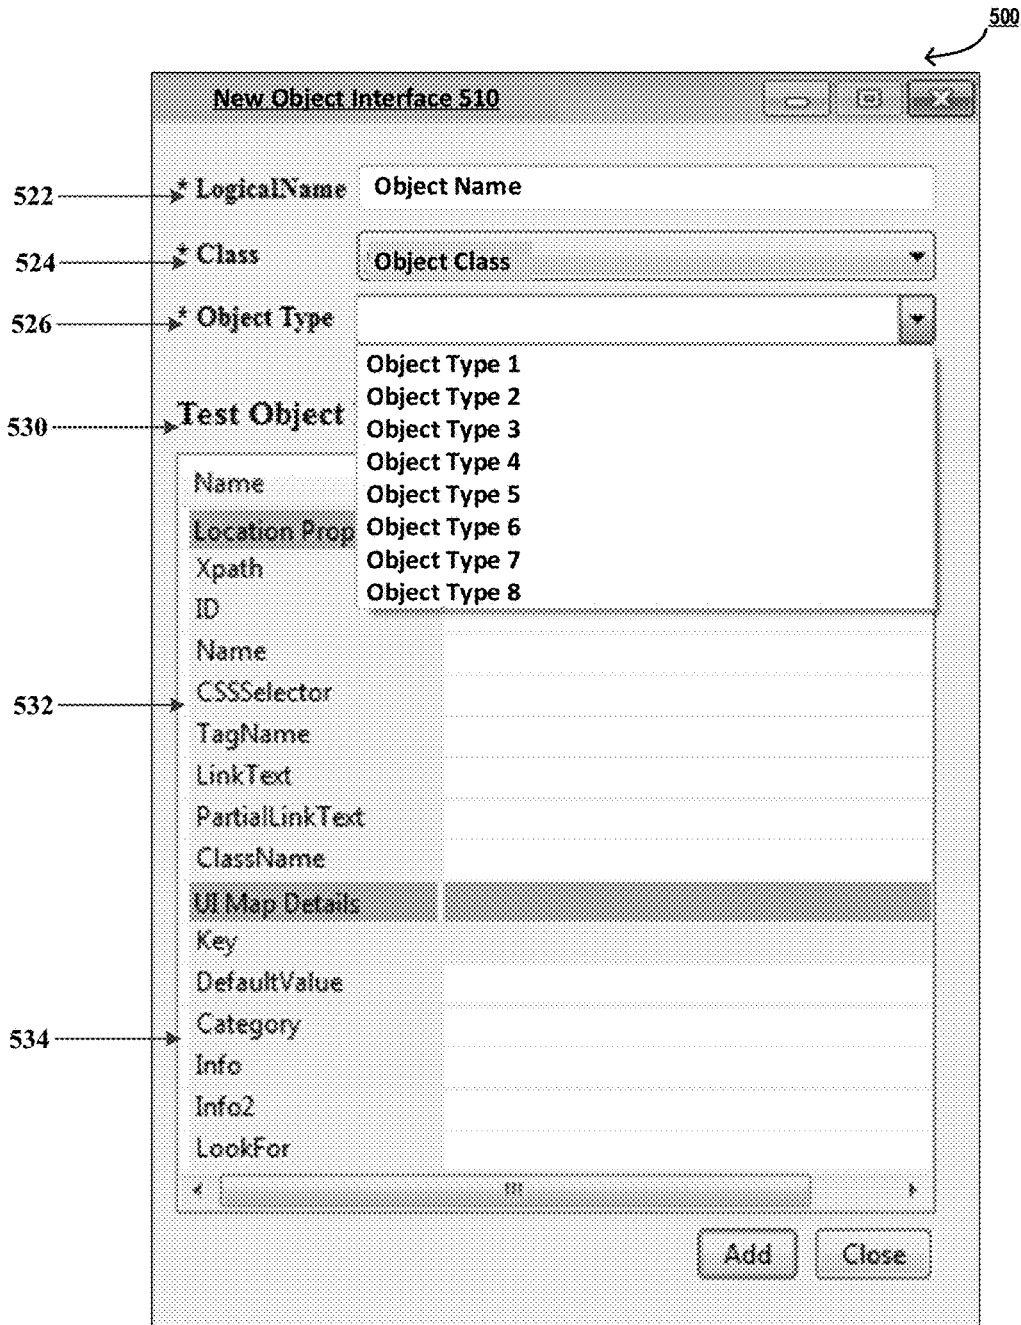 500
New Object Interface 510
522 * LogicalName Object Name
524 * Class Object Class
526 * Object Type
Object Type 1
Object Type 2
530 Test Object Object Type 3
Object Type 4
Name Object Type 5
Location Prop Object Type 6
Xpath Object Type 7
ID Object Type 8
Name
532 CSSSelector
TagName
LinkText
PartialLinkText
ClassName
UI Map Details
Key
DefaultValue
534 Category
Info
Info2
LookFor
Add Close